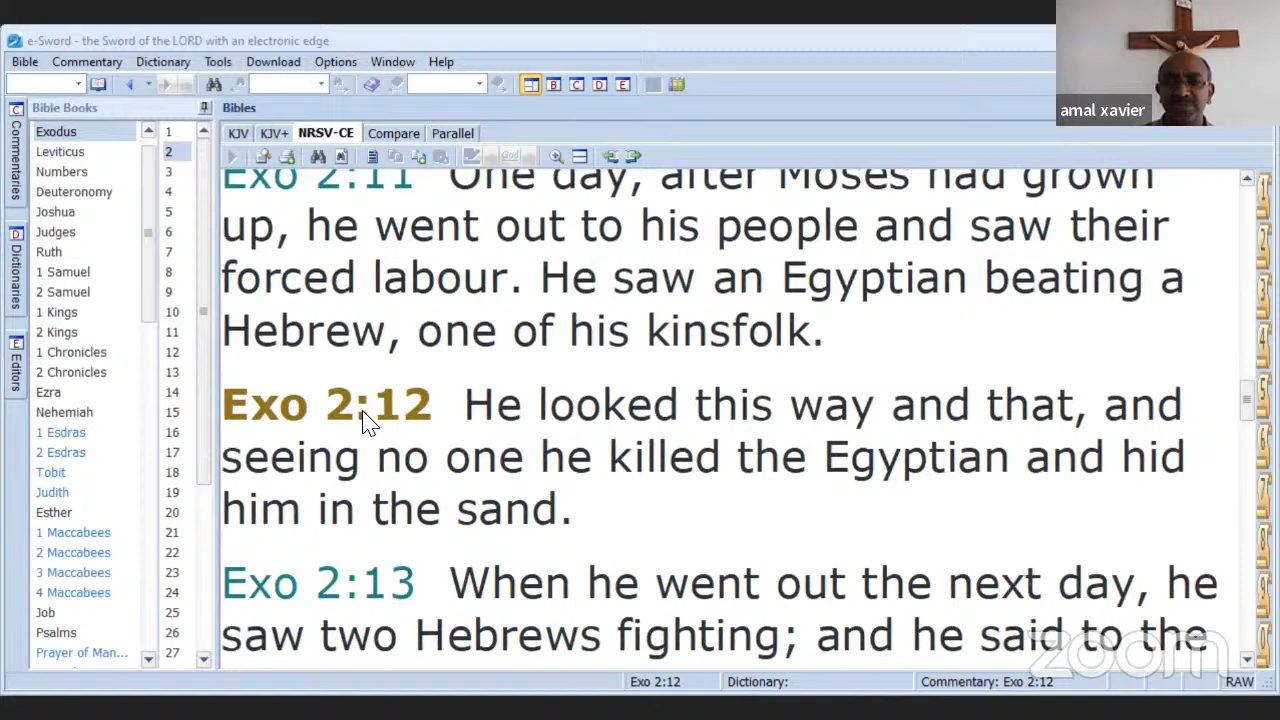 e-Sword - the Sword of the LORD with an electronic edge
Bible Commentary Dictionary Tools Download Options Window Help
amal xavier
Bible Books
Bibles
KJV KJV+ NRSV-CE Compare Parallel
Commentaries
Dictionaries
Editors
Exodus 1
Leviticus 2
Numbers 3
Deuteronomy 4
Joshua 5
Judges 6
Ruth 7
1 Samuel 8
2 Samuel 9
1 Kings 10
2 Kings 11
1 Chronicles 12
2 Chronicles 13
Ezra 14
Nehemiah 15
1 Esdras 16
2 Esdras 17
Tobit 18
Judith 19
Esther 20
1 Maccabees 21
2 Maccabees 22
3 Maccabees 23
4 Maccabees 24
Job 25
Psalms 26
Prayer of Man... 27
Exo 2:11 One day, after Moses had grown
up, he went out to his people and saw their
forced labour. He saw an Egyptian beating a
Hebrew, one of his kinsfolk.
Exo 2:12 He looked this way and that, and
seeing no one he killed the Egyptian and hid
him in the sand.
Exo 2:13 When he went out the next day, he
saw two Hebrews fighting; and he said to the
zoom
Exo 2:12 Dictionary: Commentary: Exo 2:12 RAW